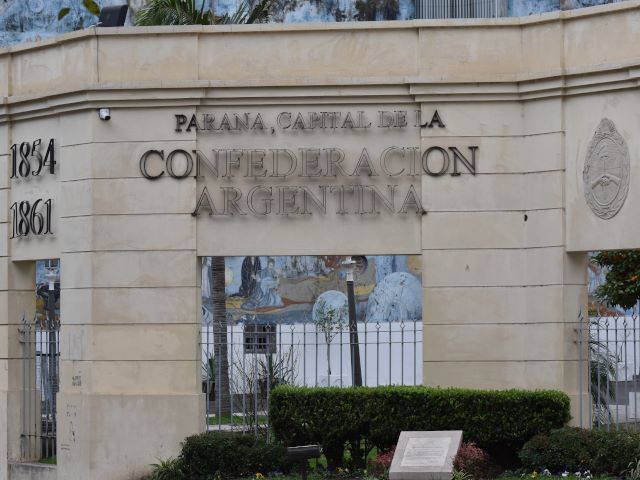 1854
1861
PARANA, CAPITAL DE LA
CONFEDERACION
ARGENTINA